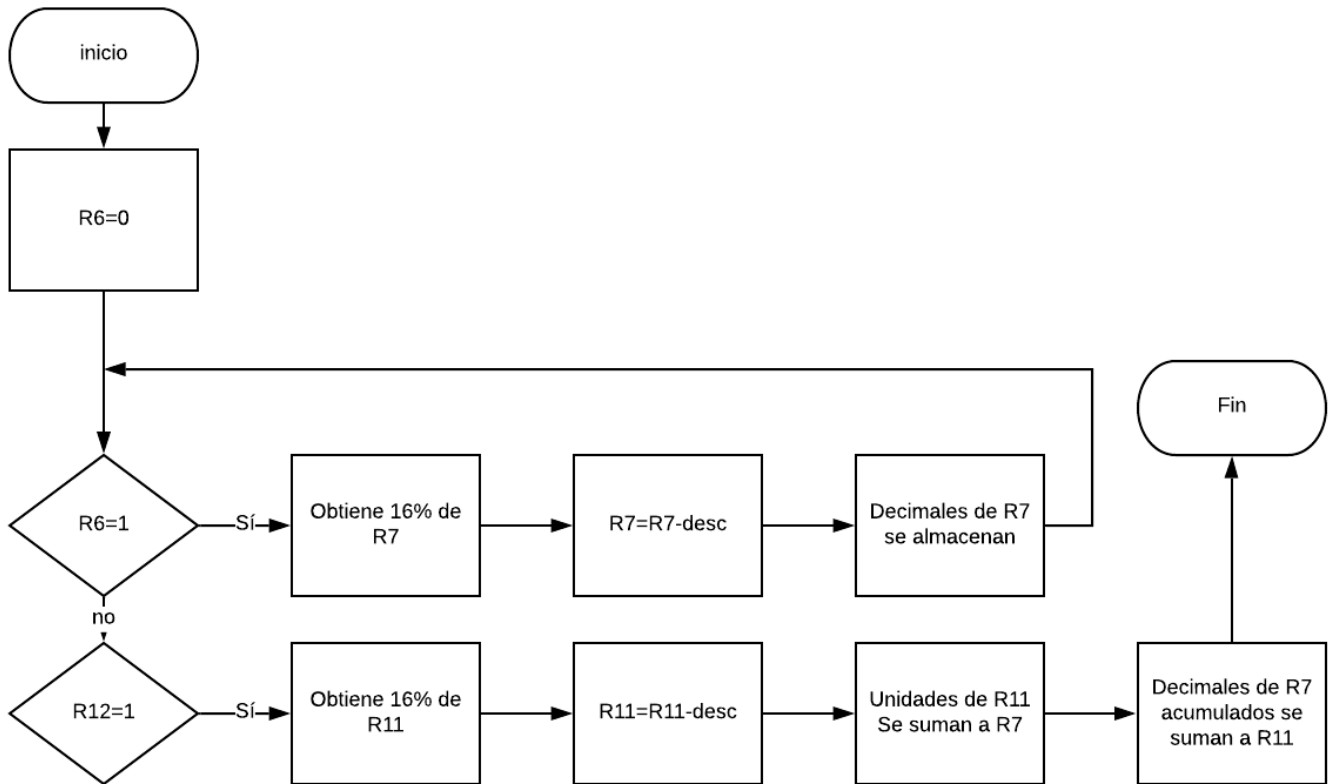 inicio
R6=0
Fin
R6=1
Sí
Obtiene 16% de
R7
R7=R7-desc
Decimales de R7
se almacenan
no
R12=1
Sí
Obtiene 16% de
R11
R11=R11-desc
Unidades de R11
Se suman a R7
Decimales de R7
acumulados se
suman a R11